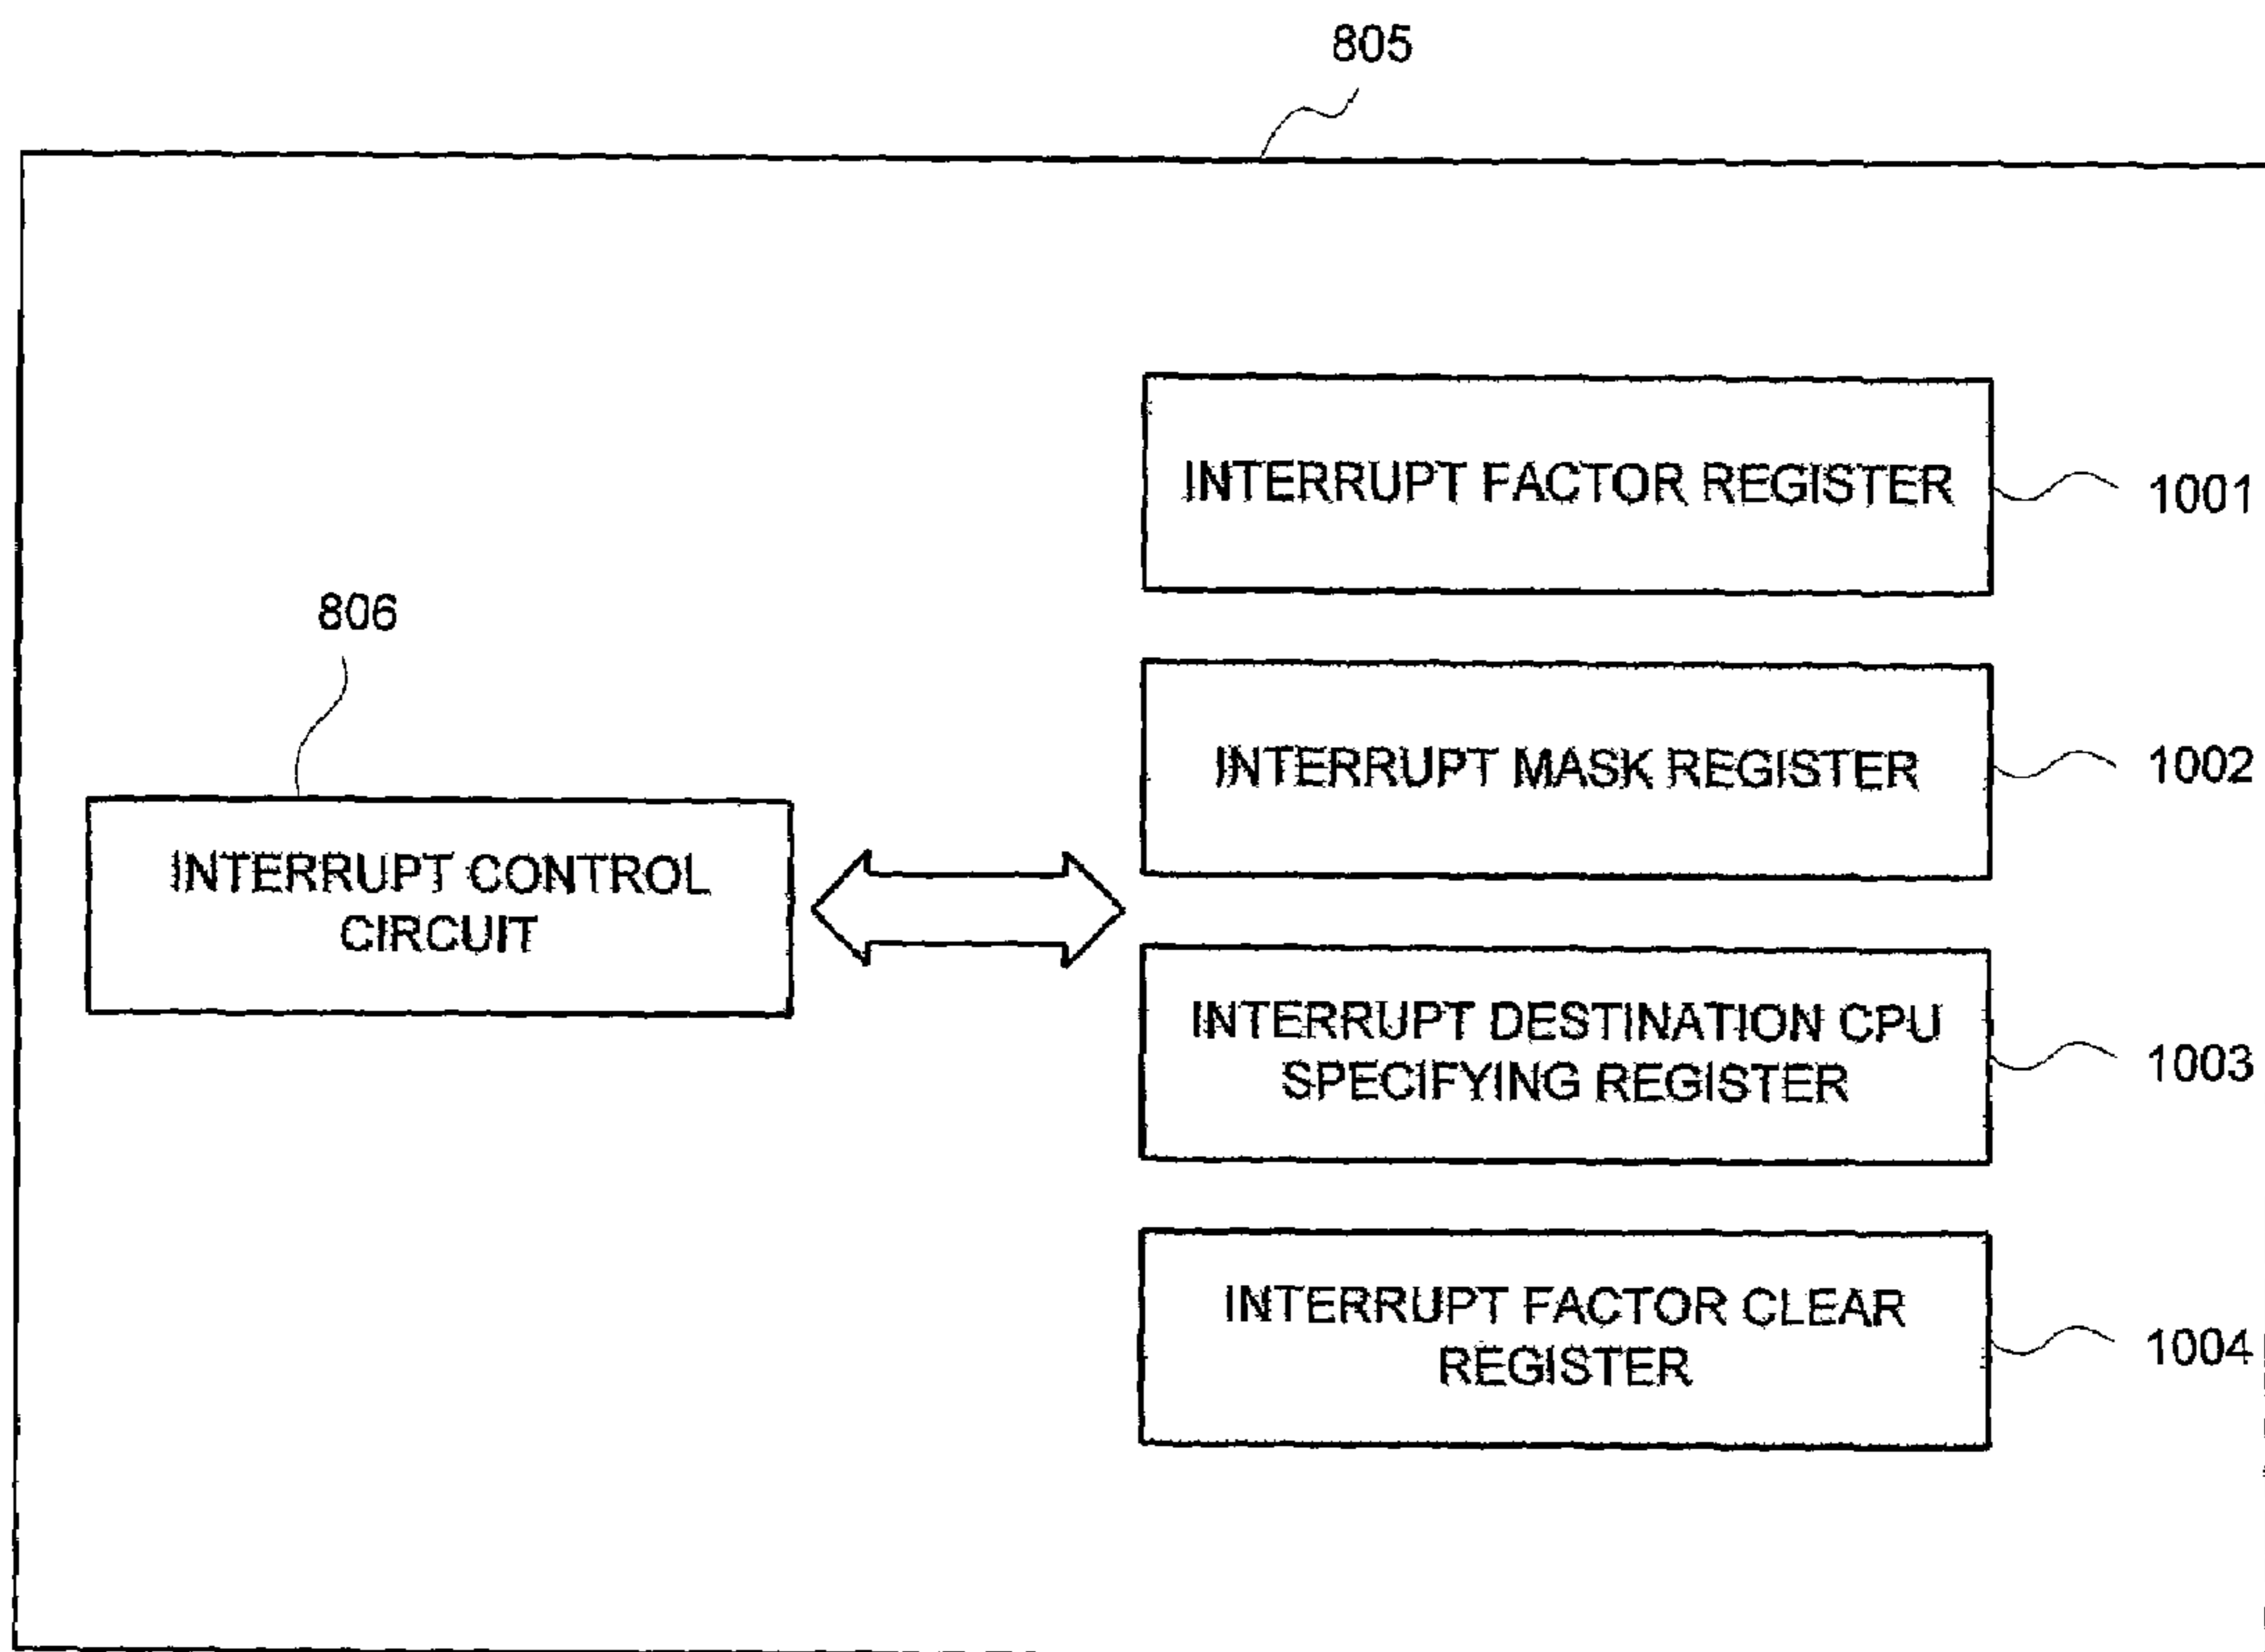 805
INTERRUPT FACTOR REGISTER
1001
806
INTERRUPT MASK REGISTER
1002
INTERRUPT CONTROL
CIRCUIT
INTERRUPT DESTINATION CPU
SPECIFYING REGISTER
1003
INTERRUPT FACTOR CLEAR
REGISTER
1004